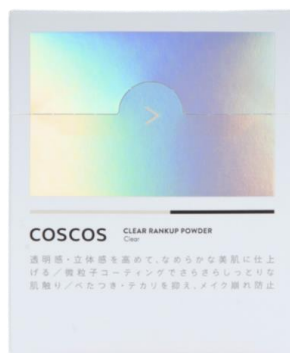 COSCOS
CLEAR RANKUP POWDER
Clear
透明感・立体感を高めて、なめらかな美肌に仕上
げる／微粒子コーティングでさらさらしっとりな
肌触り／べたつき・テカリを抑え、メイク崩れ防止